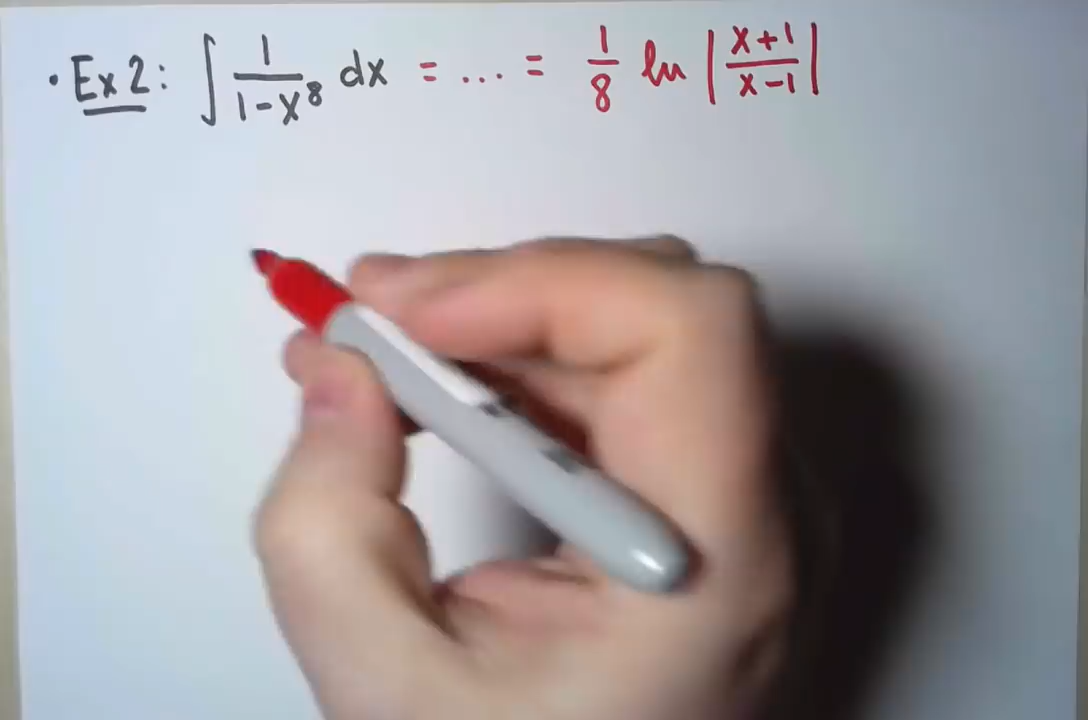 · Ex 2: ∫ 1/(1-x⁸) dx = ... = 1/8 ln |(x+1)/(x-1)|